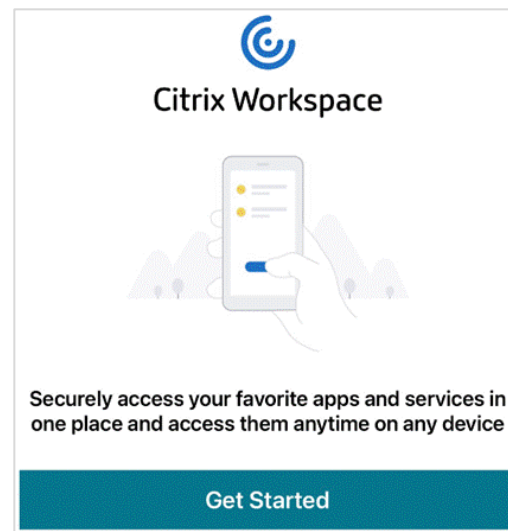 Citrix Workspace
Securely access your favorite apps and services in
one place and access them anytime on any device
Get Started